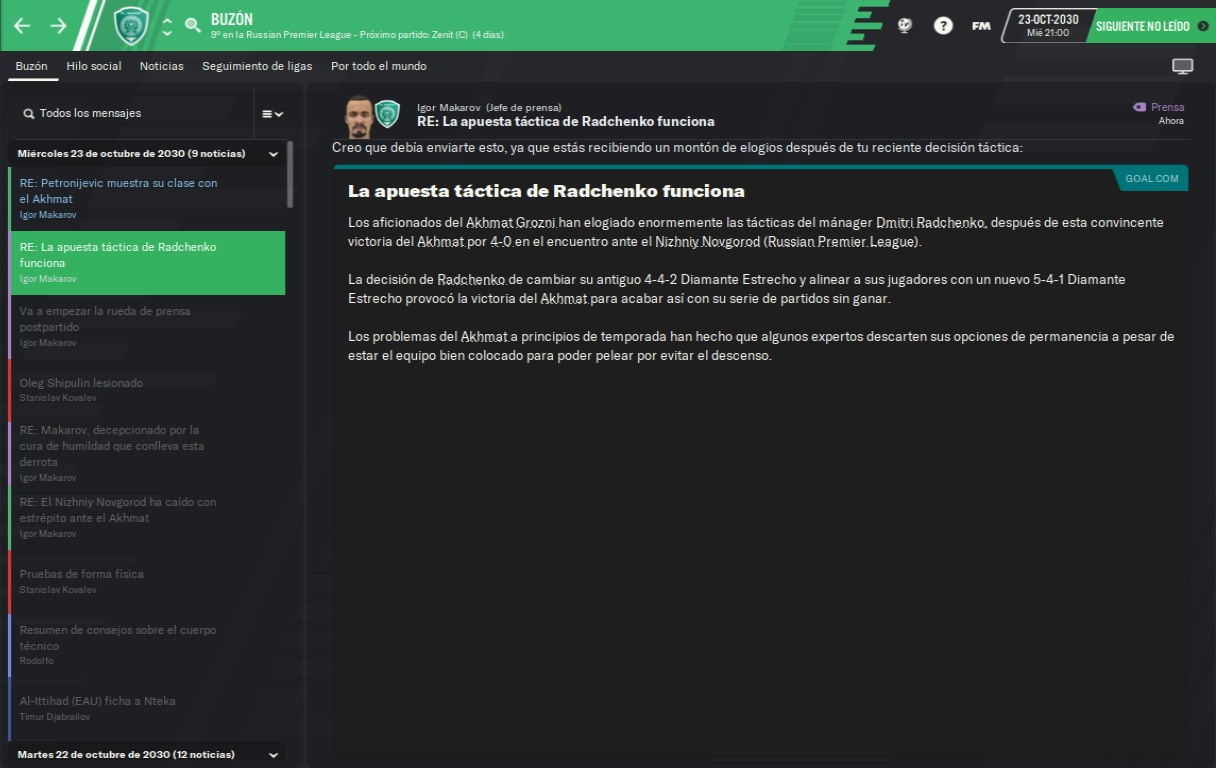 BUZÓN
9º en la Russian Premier League - Próximo partido: Zenit (C) (4 días)
?
FM
23-OCT-2030
Mié 21:00
SIGUIENTE NO LEÍDO
Buzón
Hilo social
Noticias
Seguimiento de ligas
Por todo el mundo
Todos los mensajes
Miércoles 23 de octubre de 2030 (9 noticias)
RE: Petronijevic muestra su clase con
el Akhmat
Igor Makarov
RE: La apuesta táctica de Radchenko
funciona
Igor Makarov
Va a empezar la rueda de prensa
postpartido
Igor Makarov
Oleg Shipulin lesionado
Stanislav Kovalev
RE: Makarov, decepcionado por la
cura de humildad que conlleva esta
derrota
Igor Makarov
RE: El Nizhniy Novgorod ha caído con
estrépito ante el Akhmat
Igor Makarov
Pruebas de forma física
Stanislav Kovalev
Resumen de consejos sobre el cuerpo
técnico
Rodolfo
Al-Ittihad (EAU) ficha a Nteka
Timur Djabrailov
Martes 22 de octubre de 2030 (12 noticias)
Igor Makarov (Jefe de prensa)
RE: La apuesta táctica de Radchenko funciona
Prensa
Ahora
Creo que debía enviarte esto, ya que estás recibiendo un montón de elogios después de tu reciente decisión táctica:
GOAL.COM
La apuesta táctica de Radchenko funciona
Los aficionados del Akhmat Grozni han elogiado enormemente las tácticas del mánager Dmitri Radchenko, después de esta convincente
victoria del Akhmat por 4-0 en el encuentro ante el Nizhniy Novgorod (Russian Premier League).
La decisión de Radchenko de cambiar su antiguo 4-4-2 Diamante Estrecho y alinear a sus jugadores con un nuevo 5-4-1 Diamante
Estrecho provocó la victoria del Akhmat para acabar así con su serie de partidos sin ganar.
Los problemas del Akhmat a principios de temporada han hecho que algunos expertos descarten sus opciones de permanencia a pesar de
estar el equipo bien colocado para poder pelear por evitar el descenso.